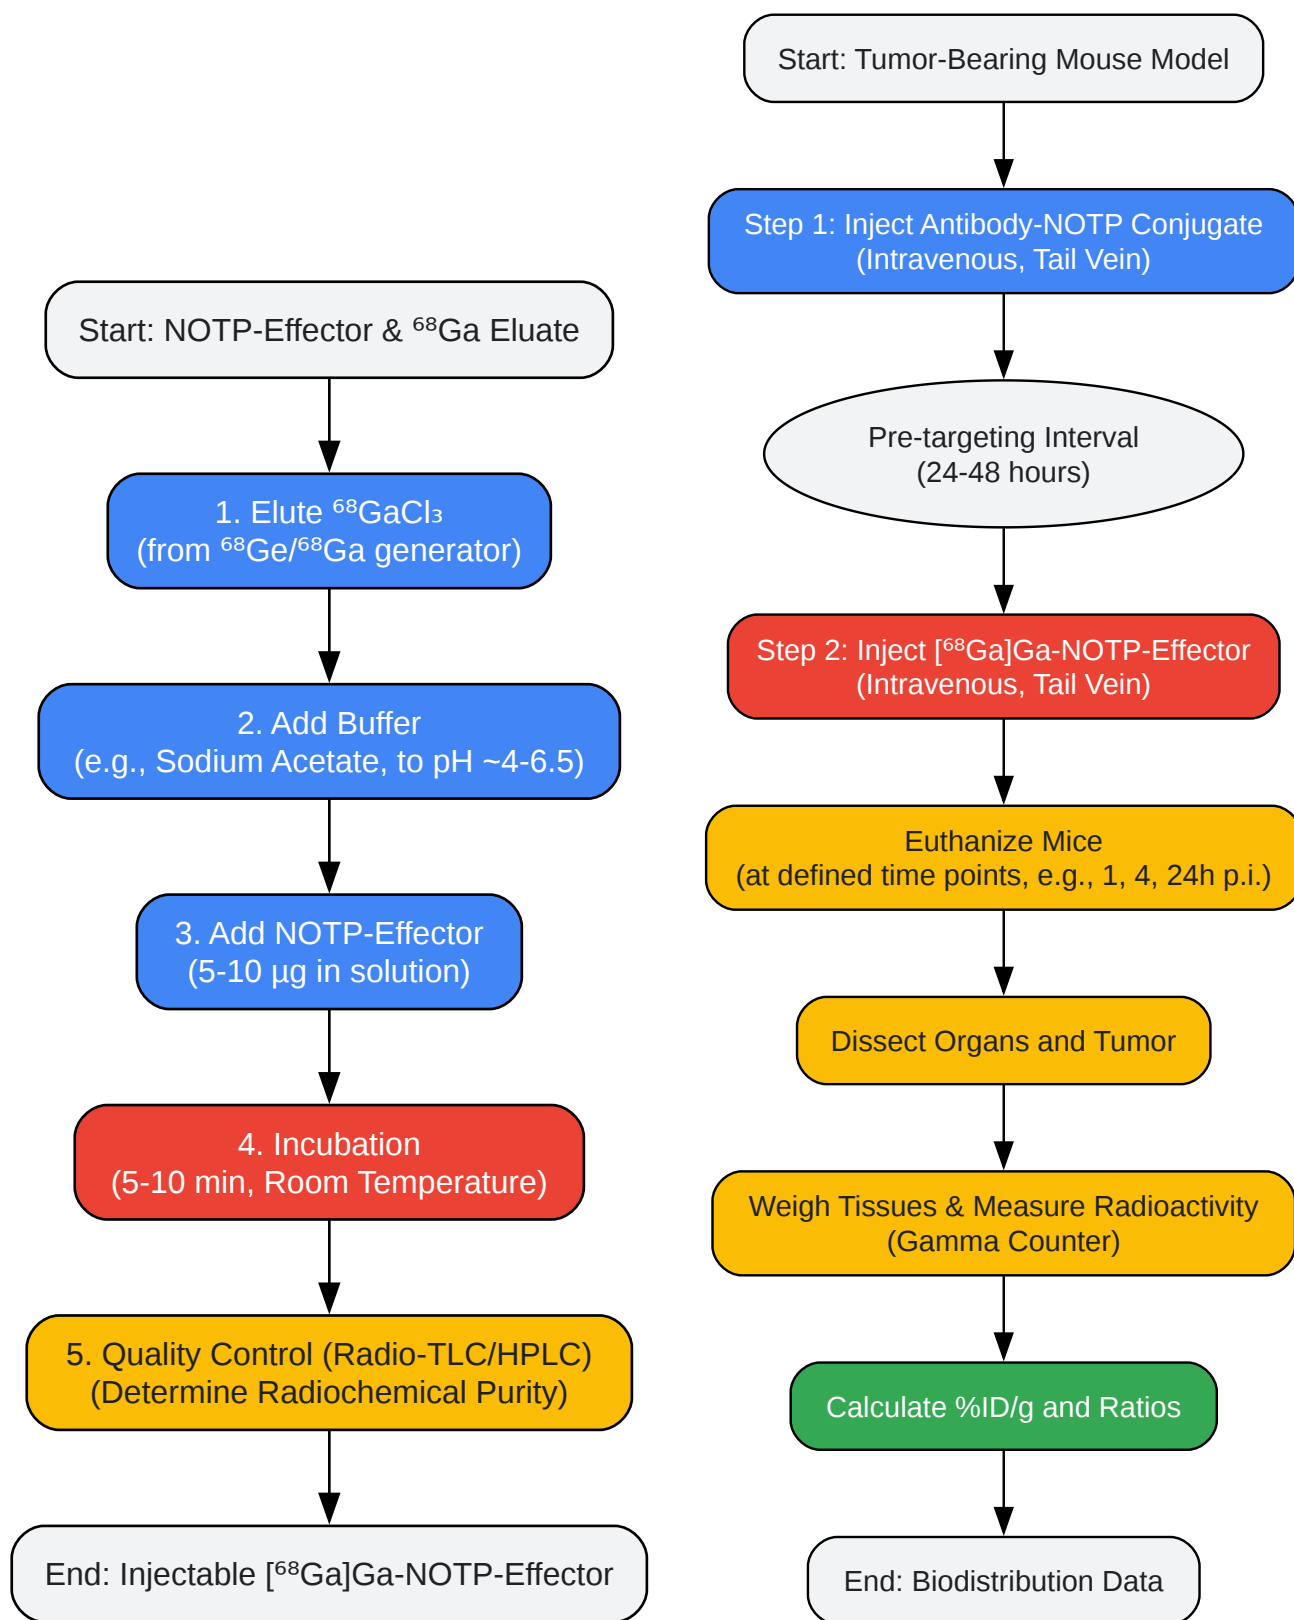 Start: NOTP-Effector & ⁶⁸Ga Eluate
1. Elute ⁶⁸GaCl₃
(from ⁶⁸Ge/⁶⁸Ga generator)
2. Add Buffer
(e.g., Sodium Acetate, to pH ~4-6.5)
3. Add NOTP-Effector
(5-10 µg in solution)
4. Incubation
(5-10 min, Room Temperature)
5. Quality Control (Radio-TLC/HPLC)
(Determine Radiochemical Purity)
End: Injectable [⁶⁸Ga]Ga-NOTP-Effector
Start: Tumor-Bearing Mouse Model
Step 1: Inject Antibody-NOTP Conjugate
(Intravenous, Tail Vein)
Pre-targeting Interval
(24-48 hours)
Step 2: Inject [⁶⁸Ga]Ga-NOTP-Effector
(Intravenous, Tail Vein)
Euthanize Mice
(at defined time points, e.g., 1, 4, 24h p.i.)
Dissect Organs and Tumor
Weigh Tissues & Measure Radioactivity
(Gamma Counter)
Calculate %ID/g and Ratios
End: Biodistribution Data